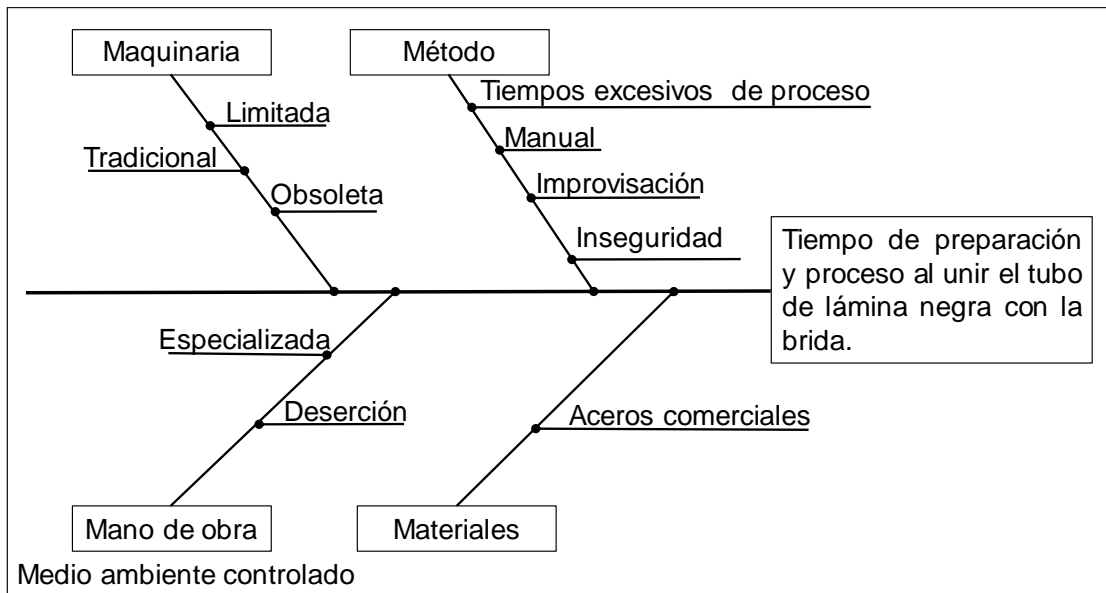 Maquinaria
Método
Tiempos excesivos de proceso
Limitada
Manual
Tradicional
Improvisación
Obsoleta
Inseguridad
Tiempo de preparación
y proceso al unir el tubo
de lámina negra con la
brida.
Especializada
Deserción
Aceros comerciales
Mano de obra
Materiales
Medio ambiente controlado